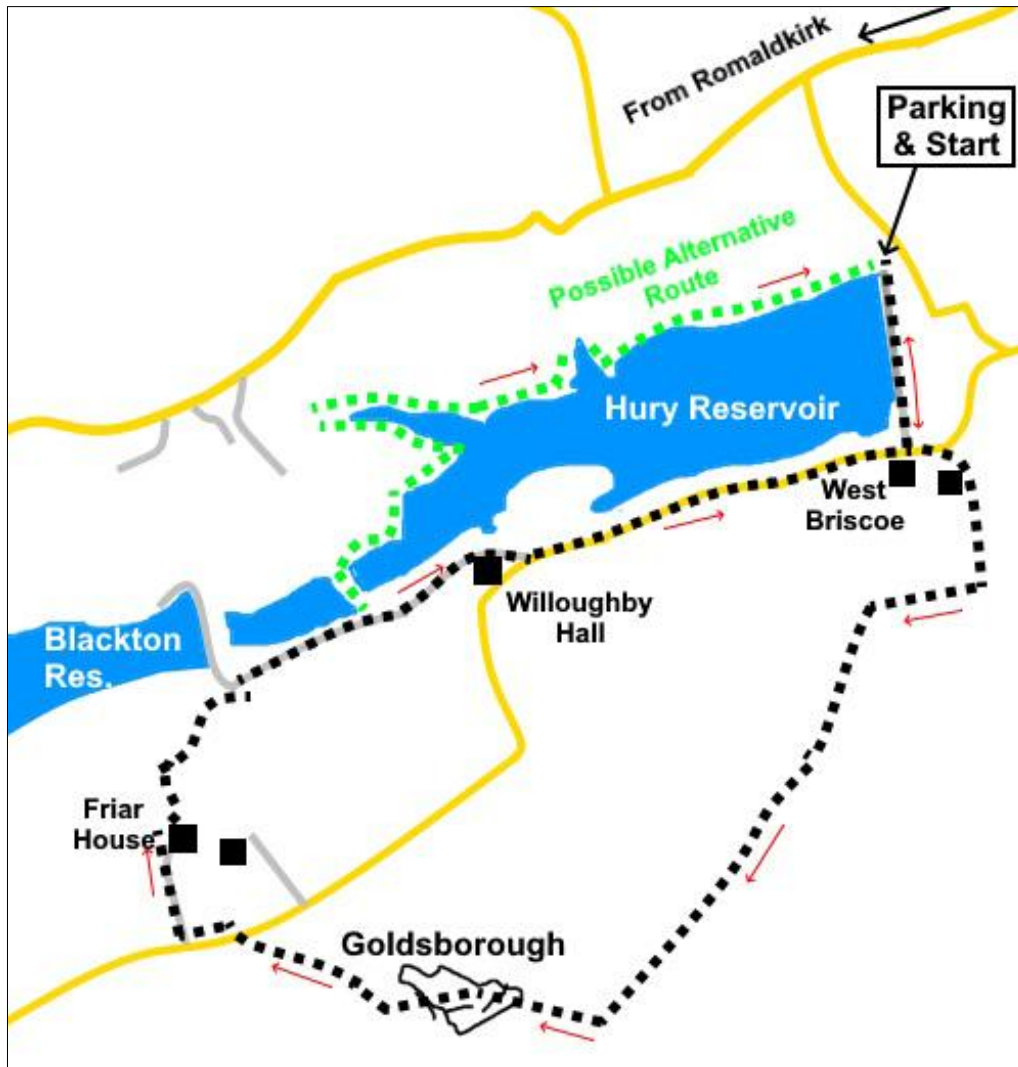 From Romaldkirk
Parking
& Start
Possible Alternative
Route
Hury Reservoir
West
Briscoe
Willoughby
Hall
Blackton
Res.
Friar
House
Goldsborough